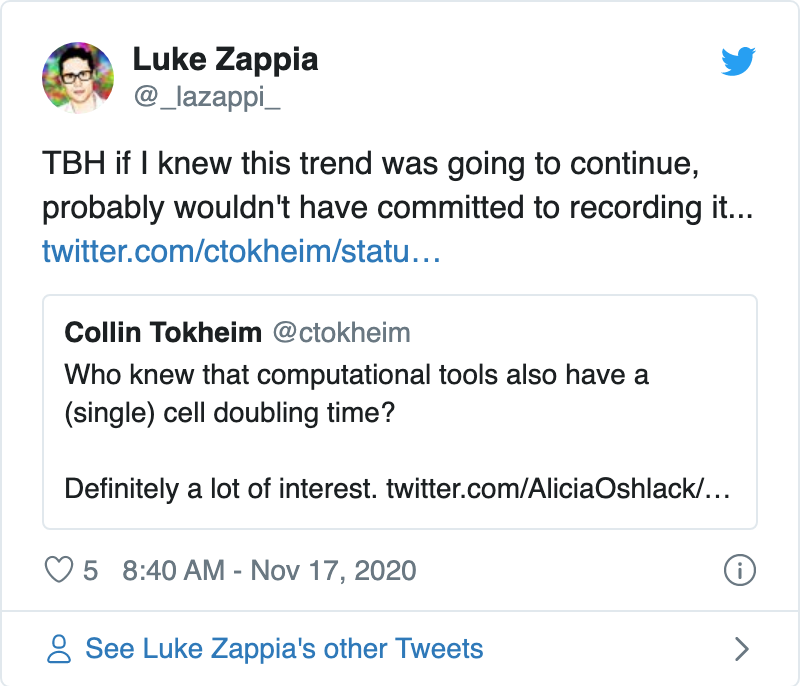 Luke Zappia
@_lazappi_
TBH if I knew this trend was going to continue,
probably wouldn't have committed to recording it...
twitter.com/ctokheim/statu…
Collin Tokheim @ctokheim
Who knew that computational tools also have a
(single) cell doubling time?
Definitely a lot of interest. twitter.com/AliciaOshlack/…
5 8:40 AM - Nov 17, 2020
See Luke Zappia's other Tweets